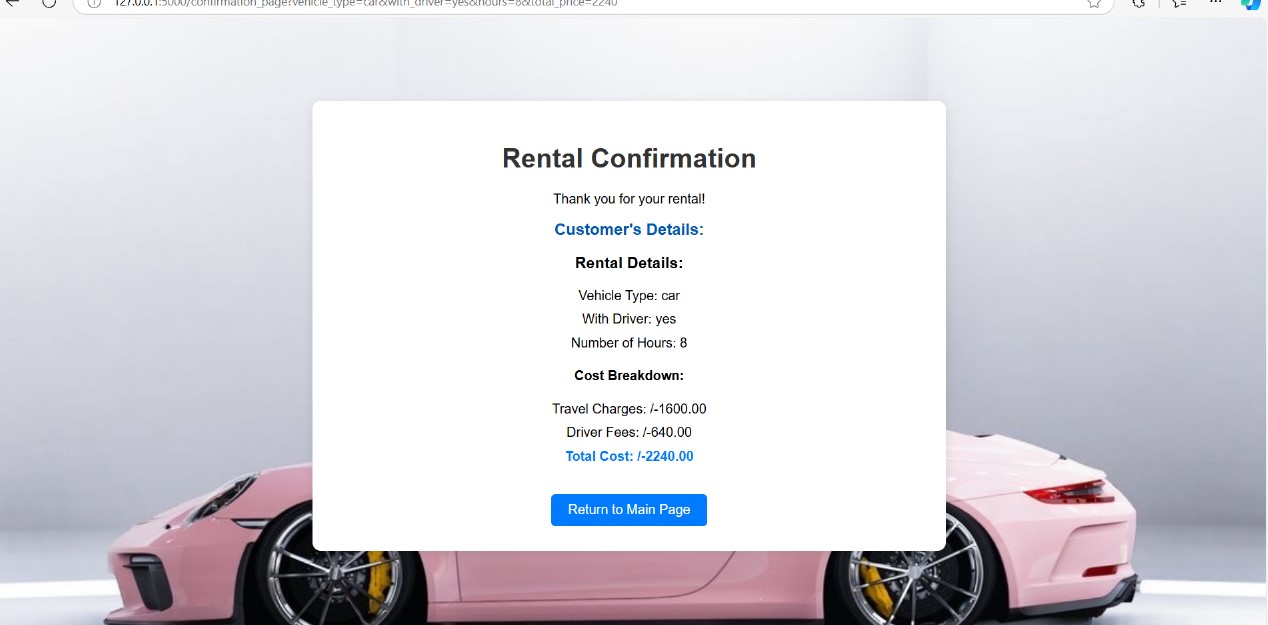 127.0.0.1:5000/confirmation_page?vehicle_type=car&with_driver=yes&hours=8&total_price=2240
Rental Confirmation
Thank you for your rental!
Customer's Details:
Rental Details:
Vehicle Type: car
With Driver: yes
Number of Hours: 8
Cost Breakdown:
Travel Charges: /-1600.00
Driver Fees: /-640.00
Total Cost: /-2240.00
Return to Main Page